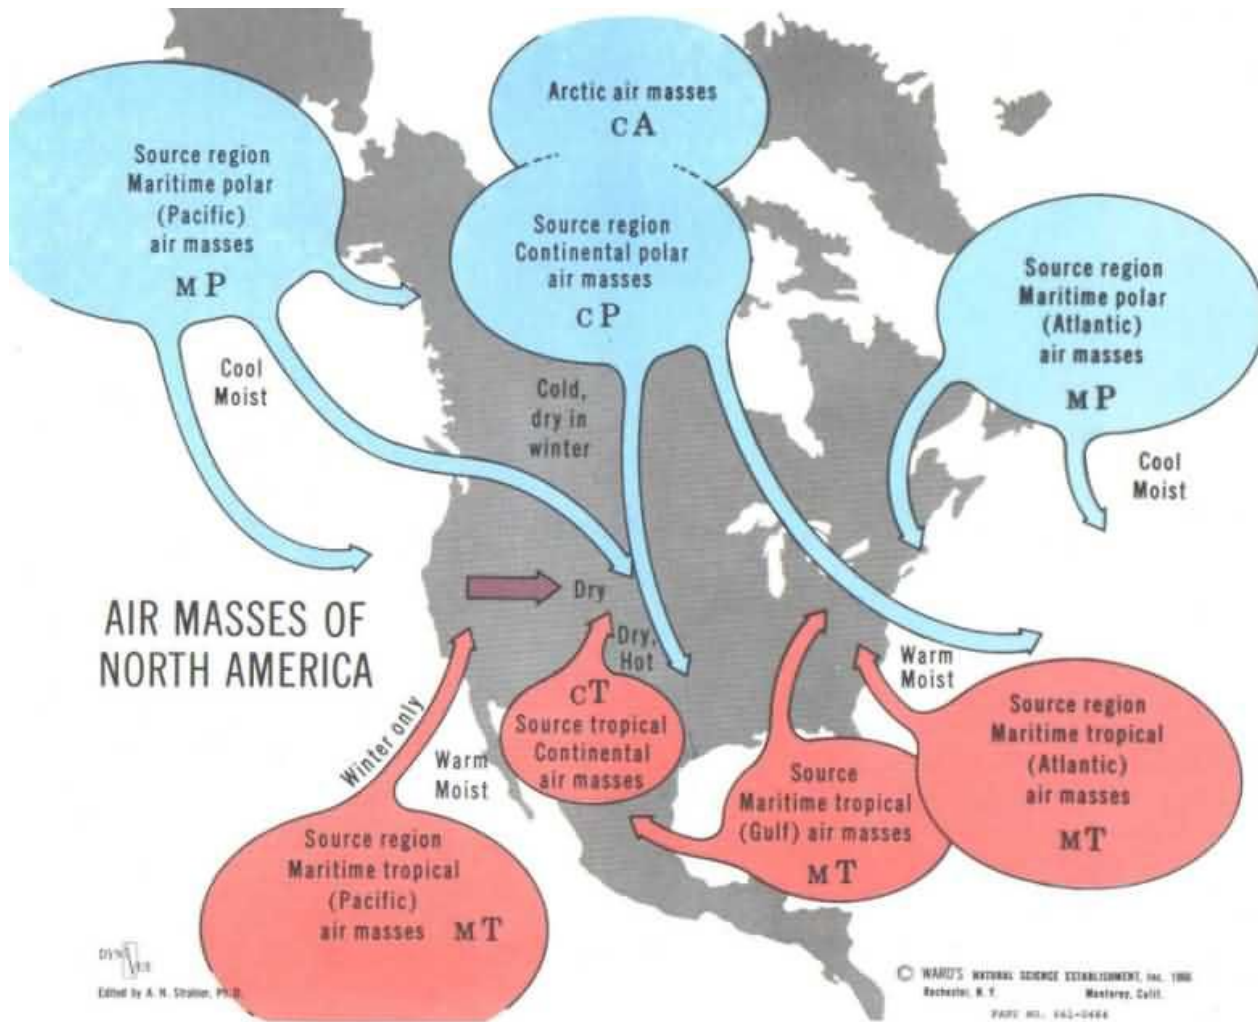 Arctic air masses
cA
Source region
Maritime polar
(Pacific)
air masses
MP
Source region
Continental polar
air masses
cP
Source region
Maritime polar
(Atlantic)
air masses
MP
Cool
Moist
Cold,
dry in
winter
Cool
Moist
AIR MASSES OF
NORTH AMERICA
Dry
Dry,
Hot
Warm
Moist
cT
Source tropical
Continental
air masses
Winter only
Warm
Moist
Source region
Maritime tropical
(Atlantic)
air masses
MT
Source
Maritime tropical
(Gulf) air masses
MT
Source region
Maritime tropical
(Pacific)
air masses MT
Edited by A. N. Strahler, Ph.D.
© WARD'S NATURAL SCIENCE ESTABLISHMENT, Inc.
Rochester, N. Y. Monterey, Calif.
PART NO.